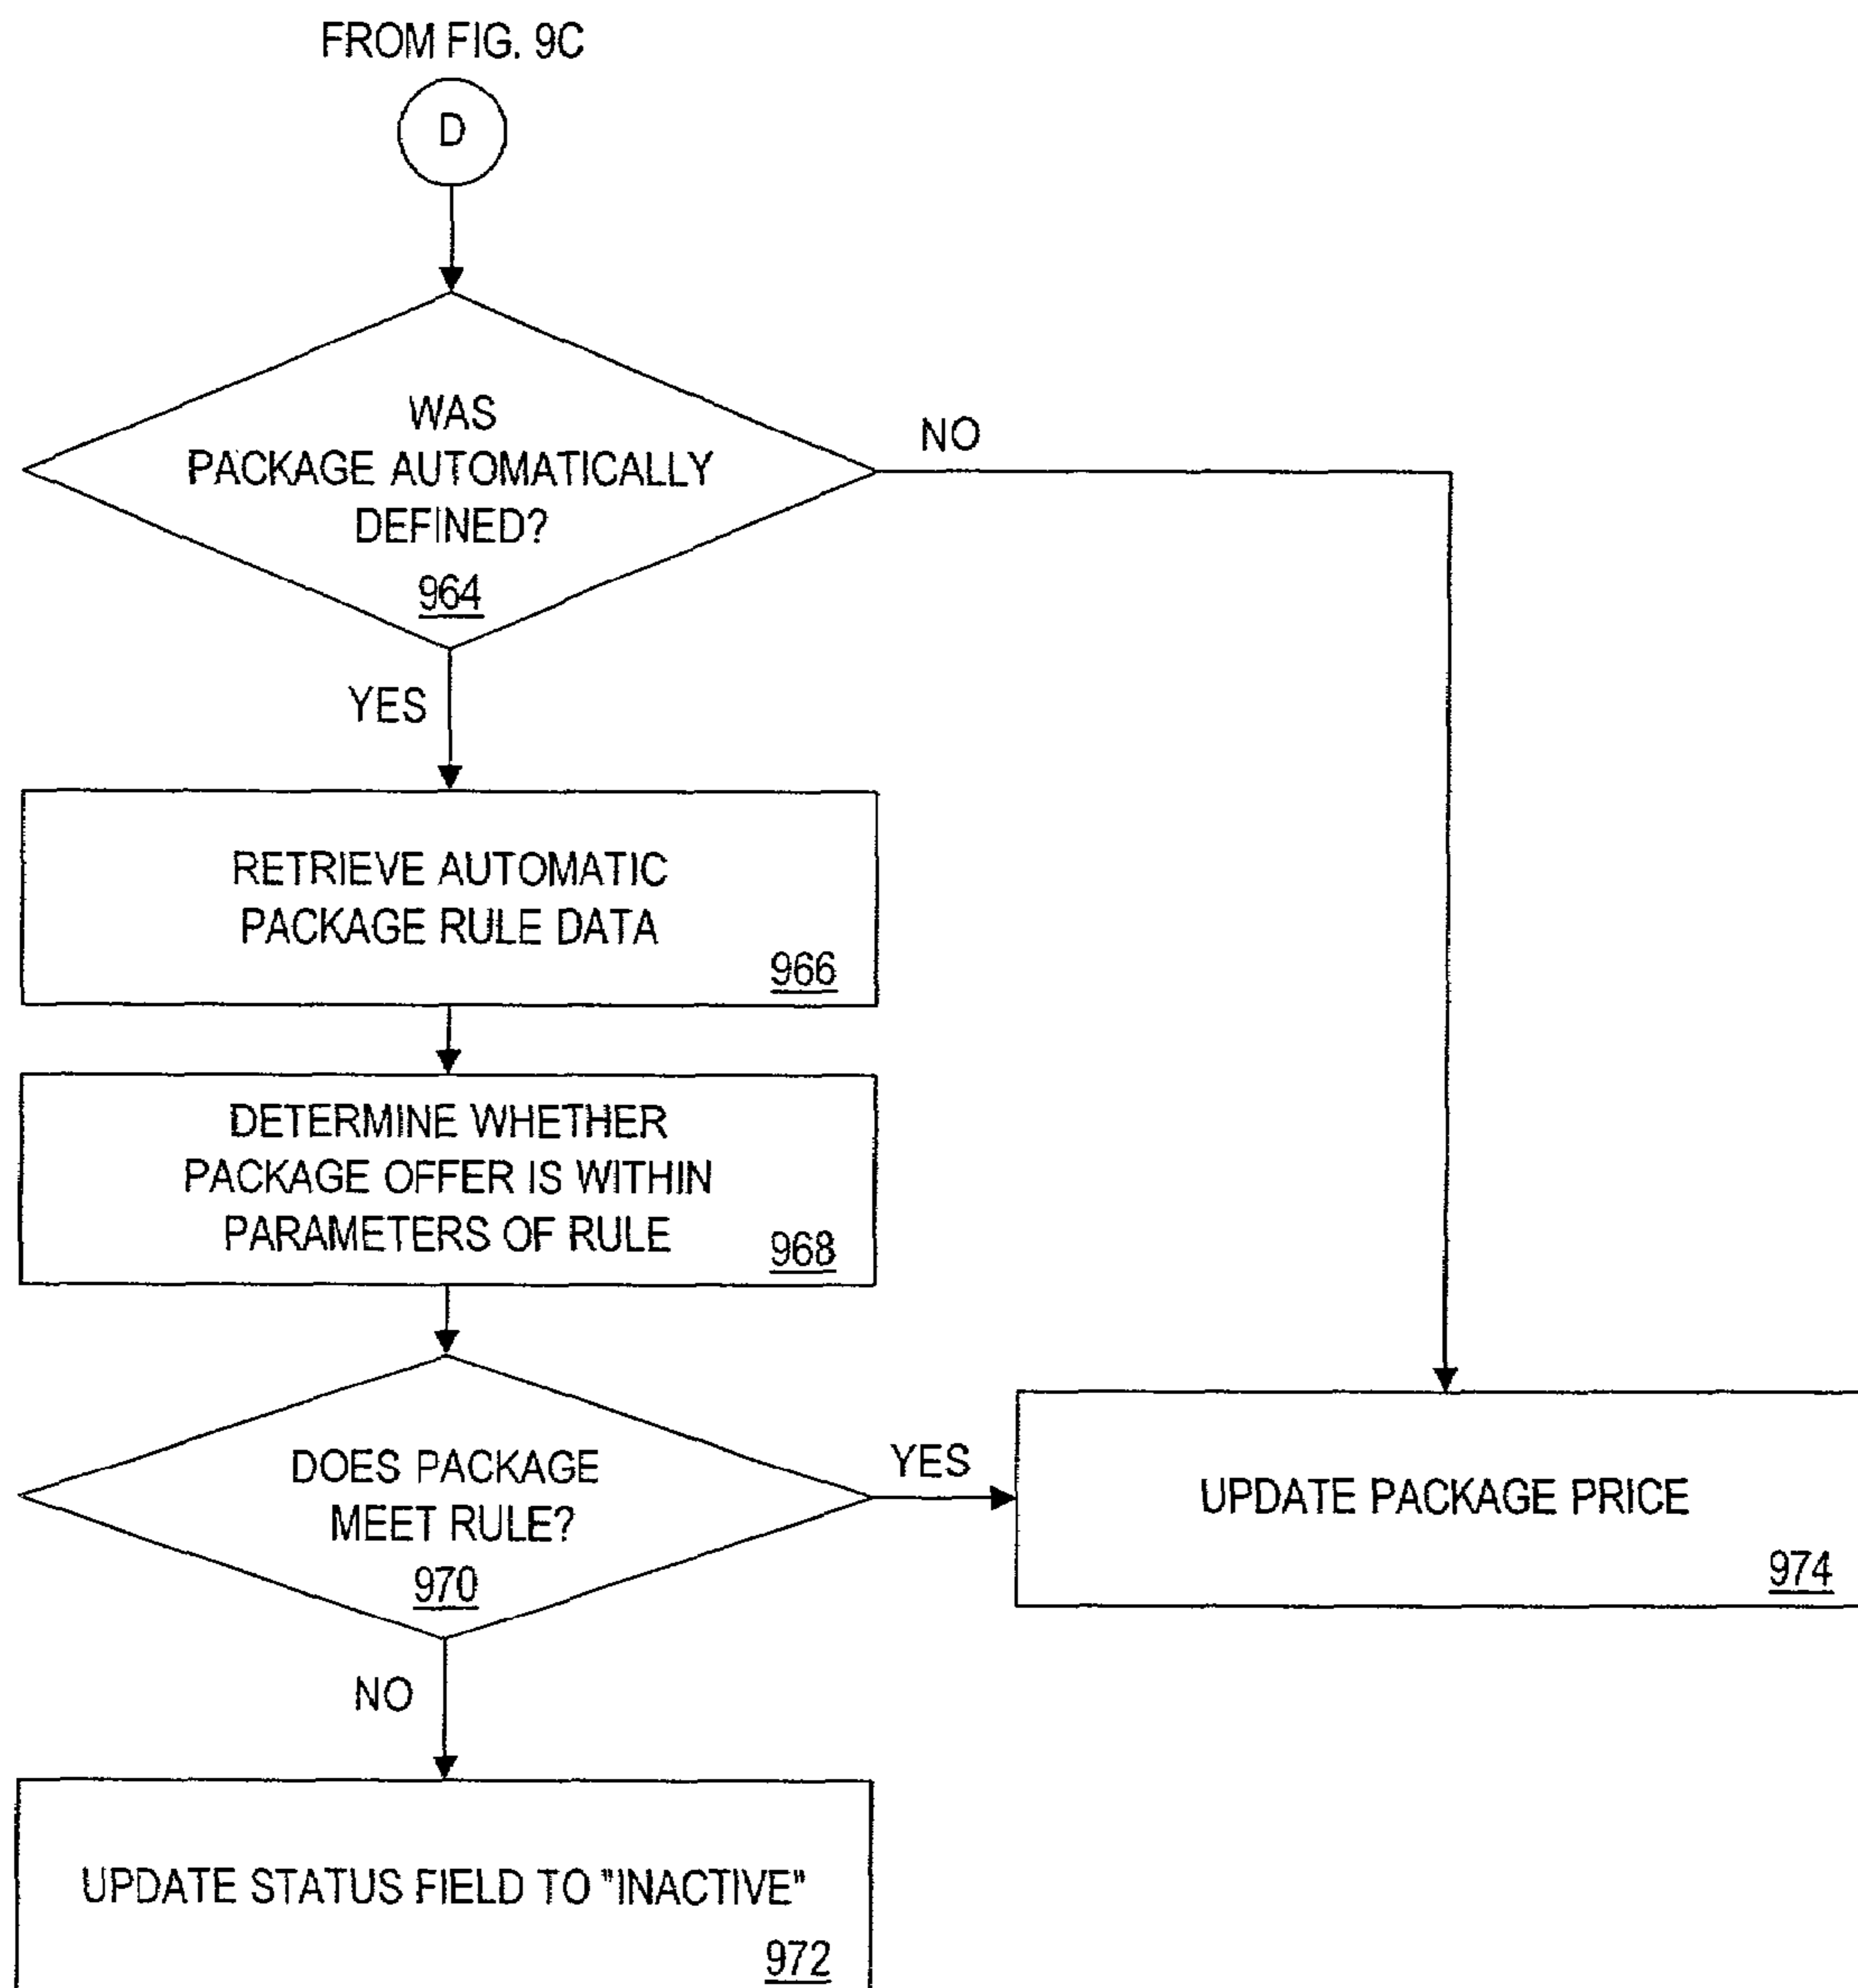 FROM FIG. 9C
D
WAS
PACKAGE AUTOMATICALLY
DEFINED?
964
NO
YES
RETRIEVE AUTOMATIC
PACKAGE RULE DATA
966
DETERMINE WHETHER
PACKAGE OFFER IS WITHIN
PARAMETERS OF RULE
968
DOES PACKAGE
MEET RULE?
970
YES
UPDATE PACKAGE PRICE
974
NO
UPDATE STATUS FIELD TO "INACTIVE"
972